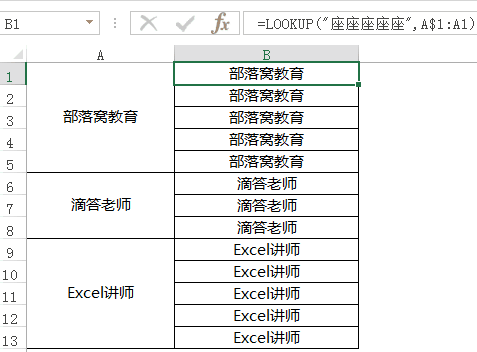 B1 =LOOKUP("座座座座座",A$1:A1)
A B
1 部落窝教育 部落窝教育
2 部落窝教育
3 部落窝教育
4 部落窝教育
5 部落窝教育
6 滴答老师 滴答老师
7 滴答老师
8 滴答老师
9 Excel讲师 Excel讲师
10 Excel讲师
11 Excel讲师
12 Excel讲师
13 Excel讲师